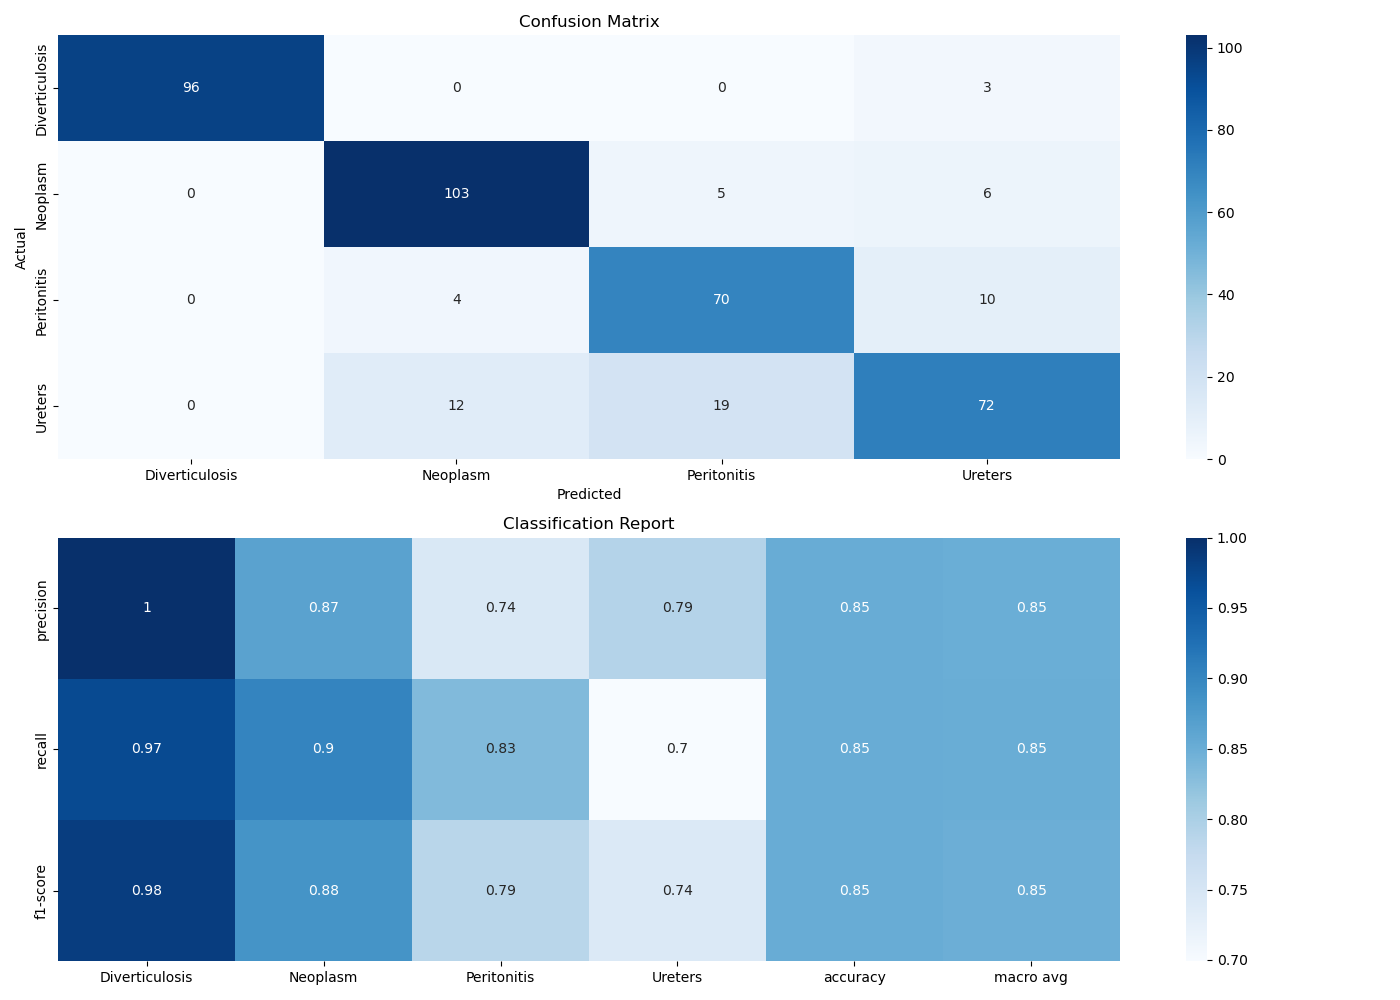 Confusion Matrix
Actual
Diverticulosis 96 0 0 3
Neoplasm 0 103 5 6
Peritonitis 0 4 70 10
Ureters 0 12 19 72
Diverticulosis Neoplasm Peritonitis Ureters
Predicted
100
80
60
40
20
0
Classification Report
precision 1 0.87 0.74 0.79 0.85 0.85
recall 0.97 0.9 0.83 0.7 0.85 0.85
f1-score 0.98 0.88 0.79 0.74 0.85 0.85
Diverticulosis Neoplasm Peritonitis Ureters accuracy macro avg
1.00
0.95
0.90
0.85
0.80
0.75
0.70